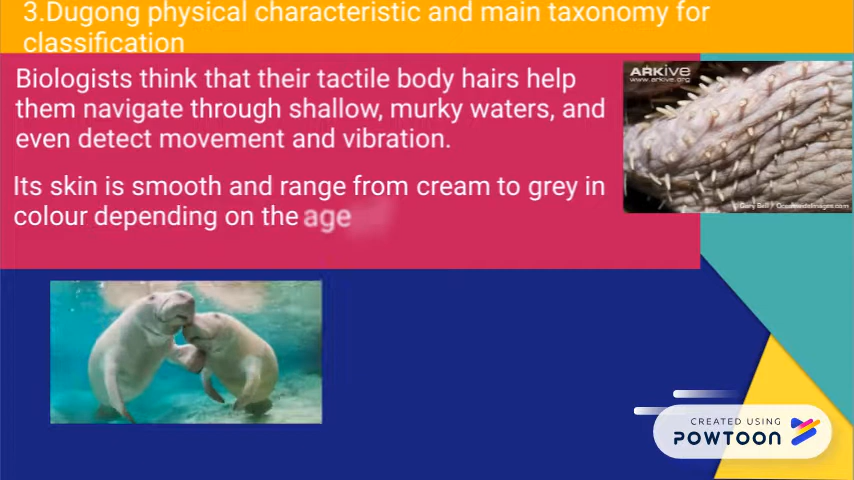 3.Dugong physical characteristic and main taxonomy for
classification
Biologists think that their tactile body hairs help
them navigate through shallow, murky waters, and
even detect movement and vibration.
Its skin is smooth and range from cream to grey in
colour depending on the age
ARKive
www.arkive.org
CREATED USING
POWTOON